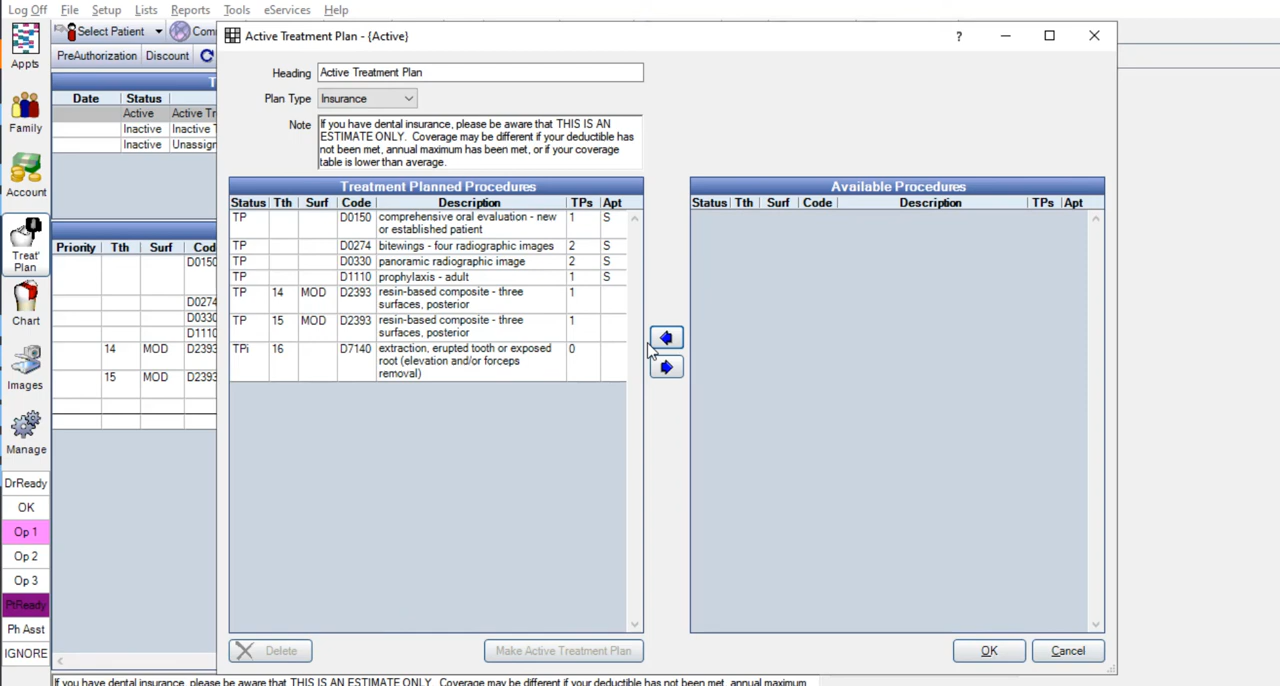 Log Off File Setup Lists Reports Tools eServices Help
Select Patient Com
PreAuthorization Discount
T
Date Status
Active Active Tr
Inactive Inactive T
Inactive Unassign
Priority Tth Surf Cod
D0150
D0274
D0330
D1110
14 MOD D2393
15 MOD D2393
Appts
Family
Account
Treat'
Plan
Chart
Images
Manage
DrReady
OK
Op 1
Op 2
Op 3
PtReady
Ph Asst
IGNORE
Active Treatment Plan - {Active}
?
Heading Active Treatment Plan
Plan Type Insurance
Note If you have dental insurance, please be aware that THIS IS AN
ESTIMATE ONLY. Coverage may be different if your deductible has
not been met, annual maximum has been met, or if your coverage
table is lower than average.
Treatment Planned Procedures
Status Tth Surf Code Description TPs Apt
TP D0150 comprehensive oral evaluation - new 1 S
or established patient
TP D0274 bitewings - four radiographic images 2 S
TP D0330 panoramic radiographic image 2 S
TP D1110 prophylaxis - adult 1 S
TP 14 MOD D2393 resin-based composite - three 1
surfaces, posterior
TP 15 MOD D2393 resin-based composite - three 1
surfaces, posterior
TPi 16 D7140 extraction, erupted tooth or exposed 0
root (elevation and/or forceps
removal)
Available Procedures
Status Tth Surf Code Description TPs Apt
Delete Make Active Treatment Plan OK Cancel
If you have dental insurance, please be aware that THIS IS AN ESTIMATE ONLY. Coverage may be different if your deductible has not been met, annual maximum